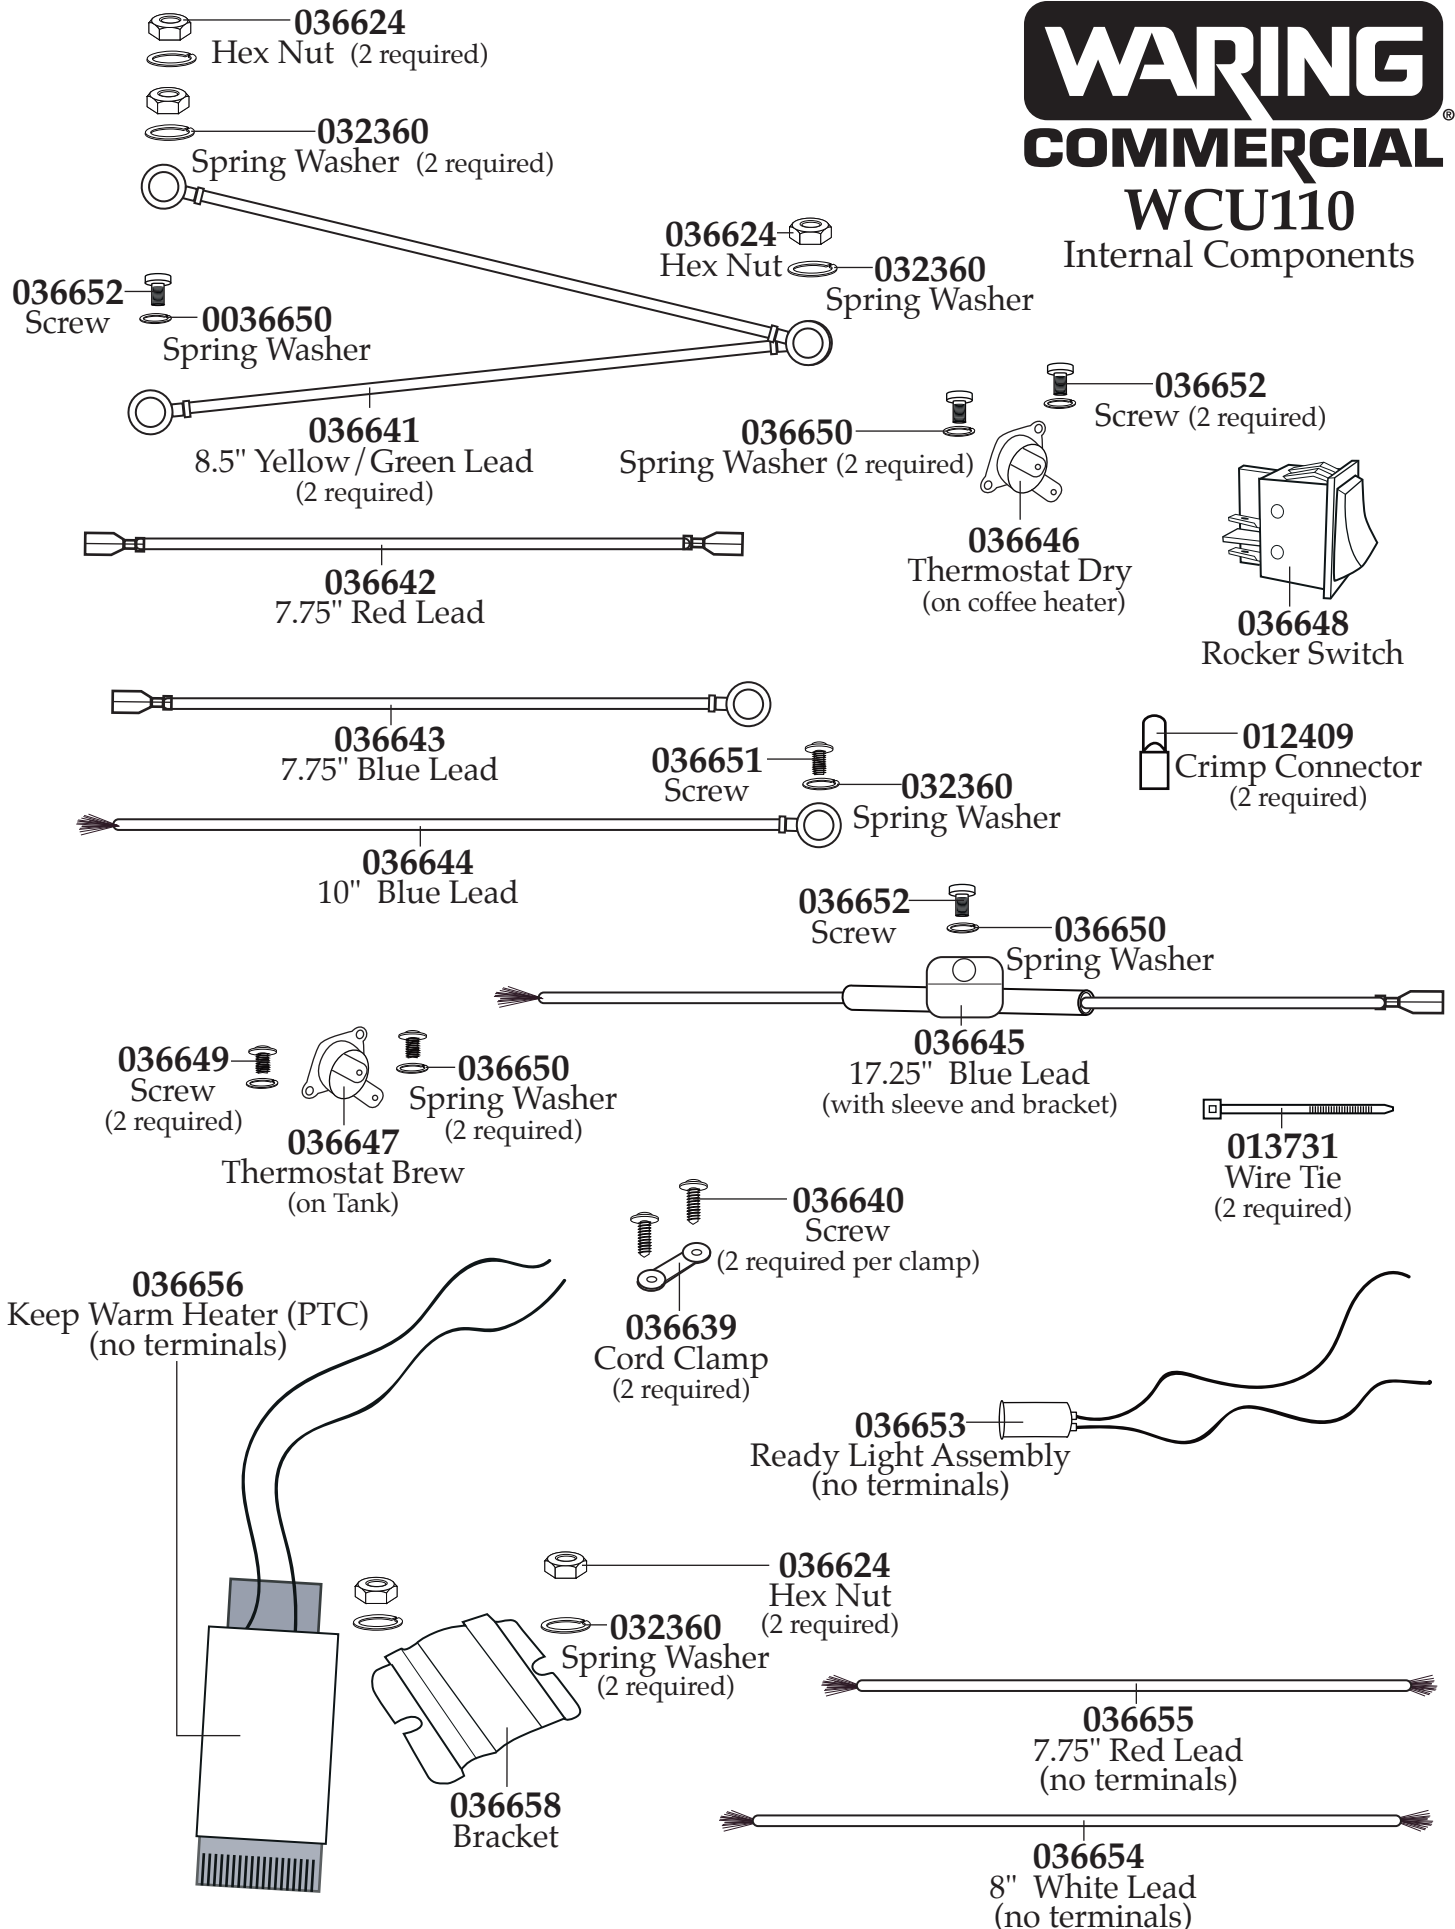 036624
Hex Nut (2 required)
032360
Spring Washer (2 required)
WARING
®
COMMERCIAL
WCU110
Internal Components
036624
Hex Nut
032360
Spring Washer
036652
Screw
0036650
Spring Washer
036641
8.5" Yellow/Green Lead
(2 required)
036652
Screw (2 required)
036650
Spring Washer (2 required)
036646
Thermostat Dry
(on coffee heater)
036648
Rocker Switch
036642
7.75" Red Lead
036643
7.75" Blue Lead
036651
Screw
032360
Spring Washer
012409
Crimp Connector
(2 required)
036644
10" Blue Lead
036652
Screw
036650
Spring Washer
036645
17.25" Blue Lead
(with sleeve and bracket)
036649
Screw
(2 required)
036650
Spring Washer
(2 required)
036647
Thermostat Brew
(on Tank)
013731
Wire Tie
(2 required)
036640
Screw
(2 required per clamp)
036639
Cord Clamp
(2 required)
036656
Keep Warm Heater (PTC)
(no terminals)
036653
Ready Light Assembly
(no terminals)
036624
Hex Nut
(2 required)
032360
Spring Washer
(2 required)
036658
Bracket
036655
7.75" Red Lead
(no terminals)
036654
8" White Lead
(no terminals)